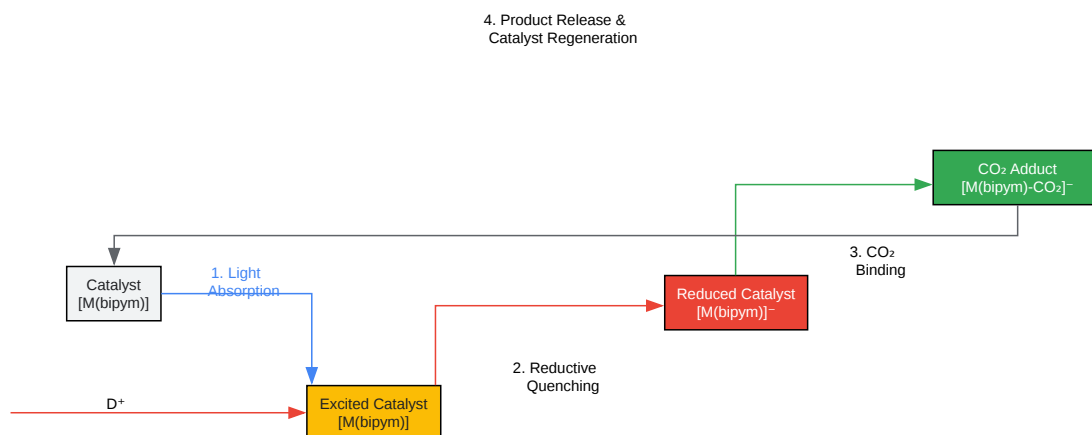 4. Product Release &
Catalyst Regeneration
CO₂ Adduct
[M(bipym)-CO₂]⁻
3. CO₂
Binding
1. Light
Absorption
Catalyst
[M(bipym)]
Reduced Catalyst
[M(bipym)]⁻
2. Reductive
Quenching
D⁺
Excited Catalyst
[M(bipym)]